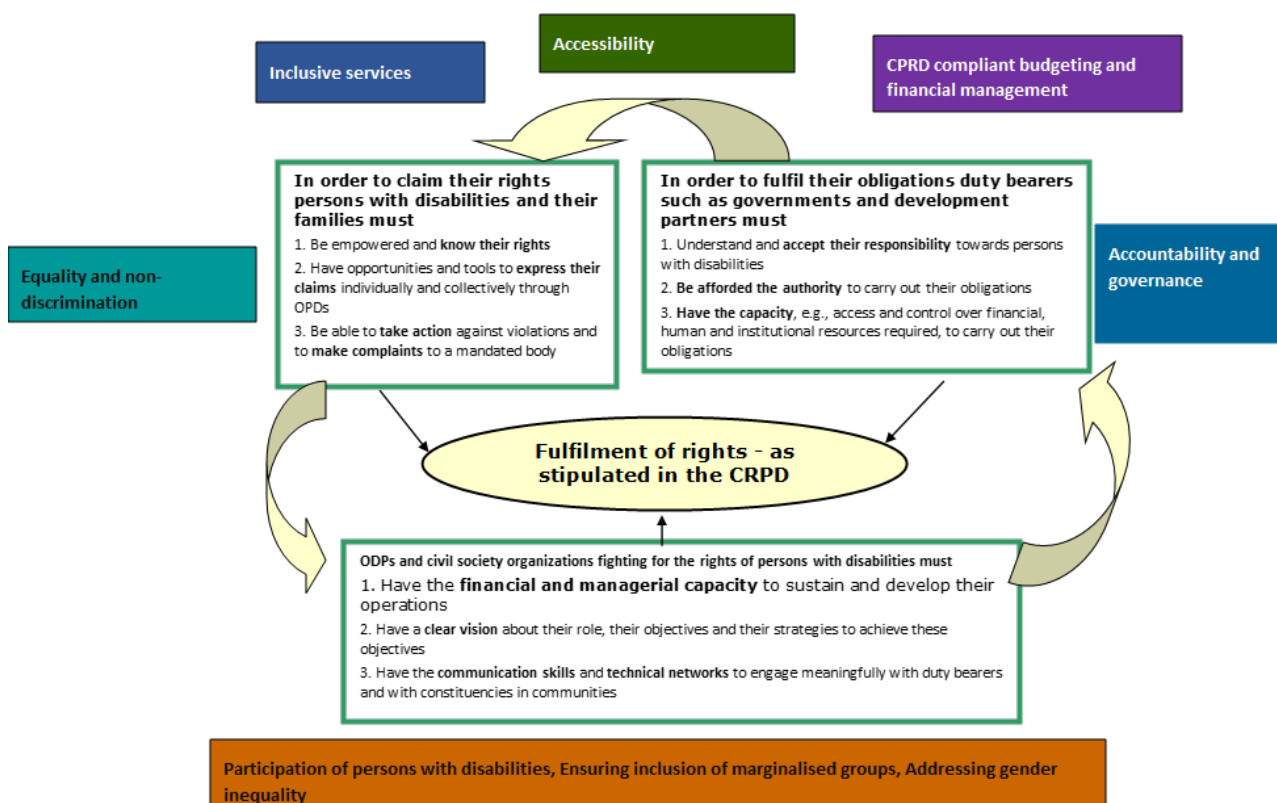 Accessibility
Inclusive services
CPRD compliant budgeting and
financial management
In order to claim their rights
persons with disabilities and their
families must
1. Be empowered and know their rights
2. Have opportunities and tools to express their
claims individually and collectively through
OPDs
3. Be able to take action against violations and
to make complaints to a mandated body
In order to fulfil their obligations duty bearers
such as governments and development
partners must
1. Understand and accept their responsibility towards persons
with disabilities
2. Be afforded the authority to carry out their obligations
3. Have the capacity, e.g., access and control over financial,
human and institutional resources required, to carry out their
obligations
Equality and non-
discrimination
Accountability and
governance
Fulfilment of rights - as
stipulated in the CRPD
ODPs and civil society organizations fighting for the rights of persons with disabilities must
1. Have the financial and managerial capacity to sustain and develop their
operations
2. Have a clear vision about their role, their objectives and their strategies to achieve these
objectives
3. Have the communication skills and technical networks to engage meaningfully with duty bearers
and with constituencies in communities
Participation of persons with disabilities, Ensuring inclusion of marginalised groups, Addressing gender
inequality